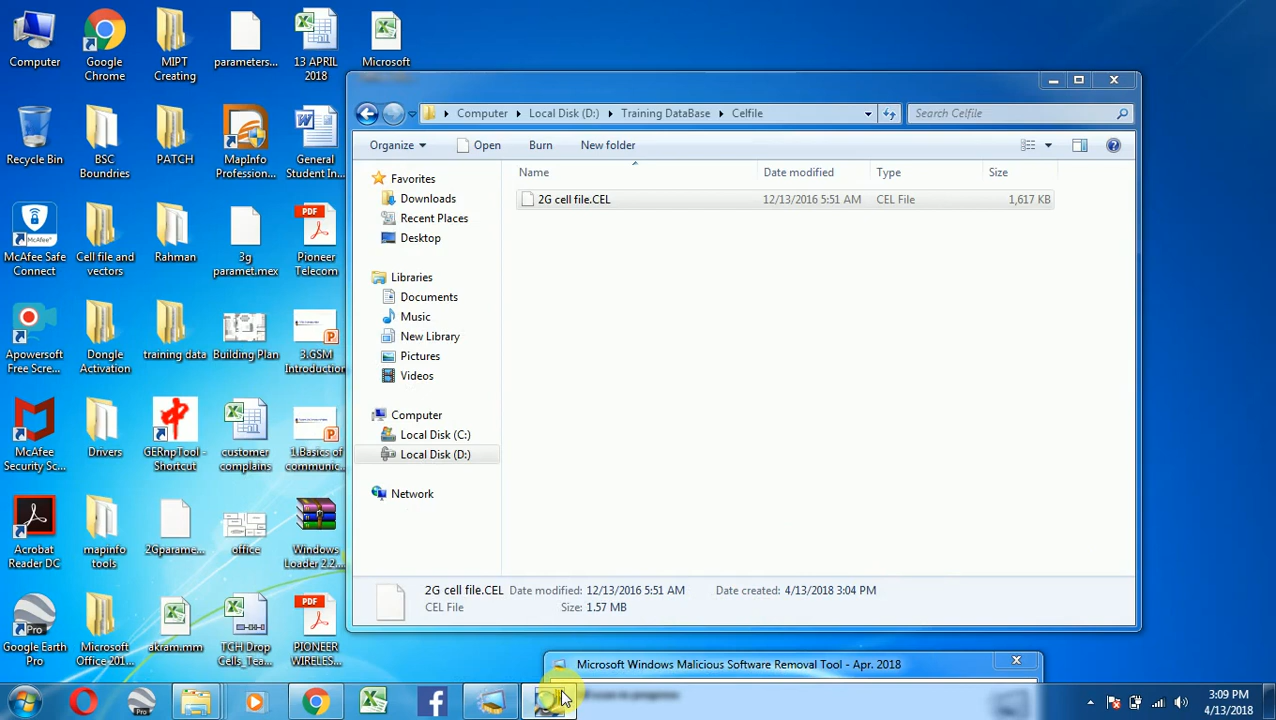 Computer
Google
Chrome
MIPT
Creating
parameters...
13 APRIL
2018
Microsoft
Recycle Bin
BSC
Boundries
PATCH
MapInfo
Professión...
General
Student In...
McAfee Safe
Connect
Cell file and
vectors
Rahman
3g
paramet.mex
Pioneer
Telecom
Apowersoft
Free Scre...
Dongle
Activation
training data
Building Plan
3.GSM
Introduction
McAfee
Security Sc...
Drivers
GERnpTool -
Shortcut
customer
complains
1.Basics of
communic...
Acrobat
Reader DC
mapinfo
tools
2Gparame...
office
Windows
Loader 2.2....
Google Earth
Pro
Microsoft
Office 201...
akram.mm
TCH Drop
Cells_Tea...
PIONEER
WIRELES...
Computer
Local Disk (D:)
Training DataBase
Celfile
Search Celfile
Organize
Open
Burn
New folder
Name
Date modified
Type
Size
2G cell file.CEL
12/13/2016 5:51 AM
CEL File
1,617 KB
Favorites
Downloads
Recent Places
Desktop
Libraries
Documents
Music
New Library
Pictures
Videos
Computer
Local Disk (C:)
Local Disk (D:)
Network
2G cell file.CEL Date modified: 12/13/2016 5:51 AM Date created: 4/13/2018 3:04 PM
CEL File Size: 1.57 MB
Microsoft Windows Malicious Software Removal Tool - Apr. 2018
3:09 PM
4/13/2018